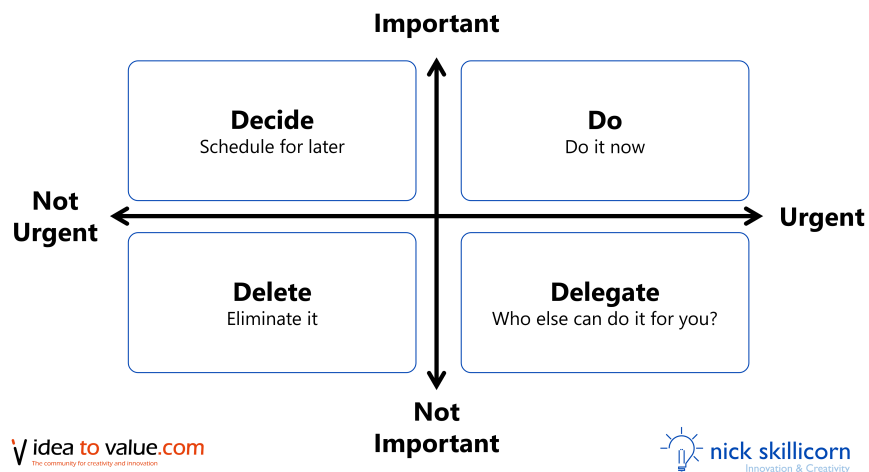 Important
Decide
Schedule for later
Do
Do it now
Not
Urgent
Urgent
Delete
Eliminate it
Delegate
Who else can do it for you?
Not
Important
idea to value.com
The community for creativity and innovation
nick skillicorn
Innovation & Creativity